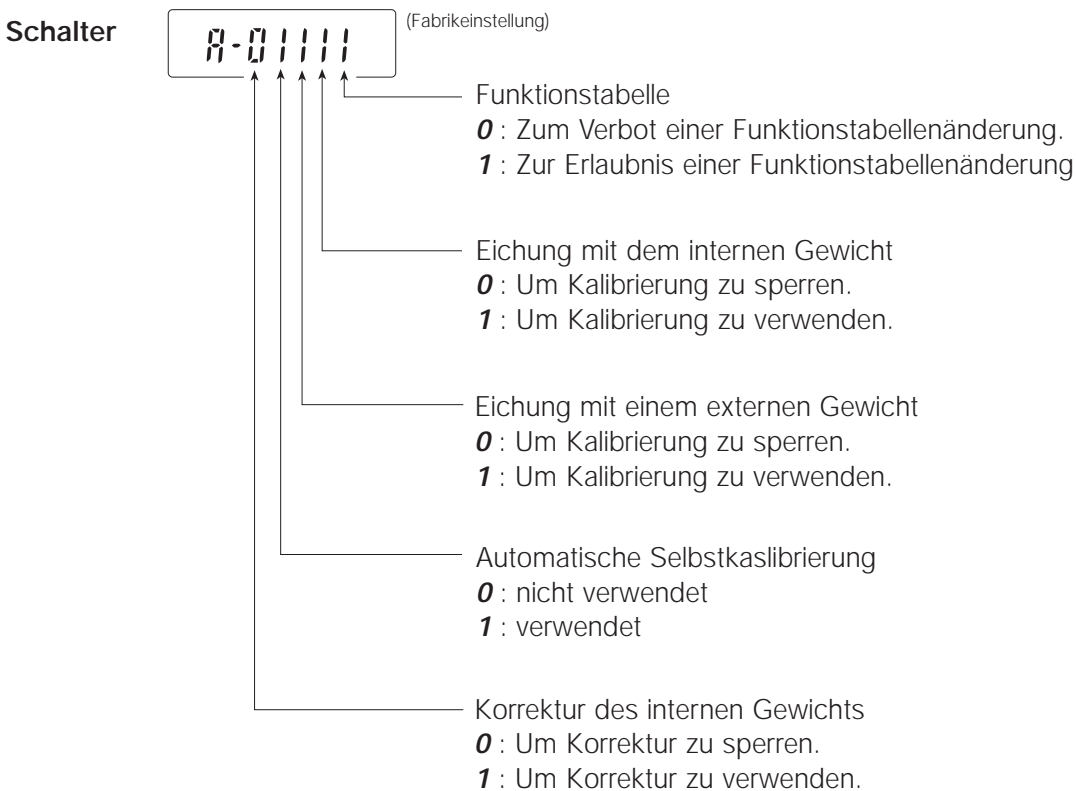 Schalter
A-01111
(Fabrikeinstellung)
Funktionstabelle
0 : Zum Verbot einer Funktionstabellenänderung.
1 : Zur Erlaubnis einer Funktionstabellenänderung
Eichung mit dem internen Gewicht
0 : Um Kalibrierung zu sperren.
1 : Um Kalibrierung zu verwenden.
Eichung mit einem externen Gewicht
0 : Um Kalibrierung zu sperren.
1 : Um Kalibrierung zu verwenden.
Automatische Selbstkaslibrierung
0 : nicht verwendet
1 : verwendet
Korrektur des internen Gewichts
0 : Um Korrektur zu sperren.
1 : Um Korrektur zu verwenden.